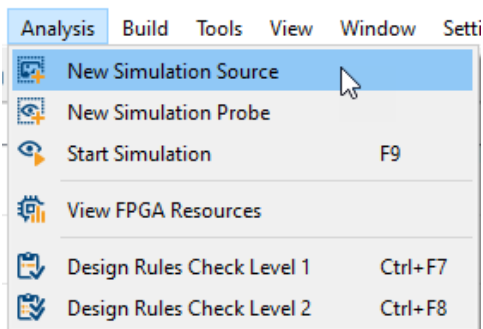 Analysis Build Tools View Window Setti
New Simulation Source
New Simulation Probe
Start Simulation F9
View FPGA Resources
Design Rules Check Level 1 Ctrl+F7
Design Rules Check Level 2 Ctrl+F8